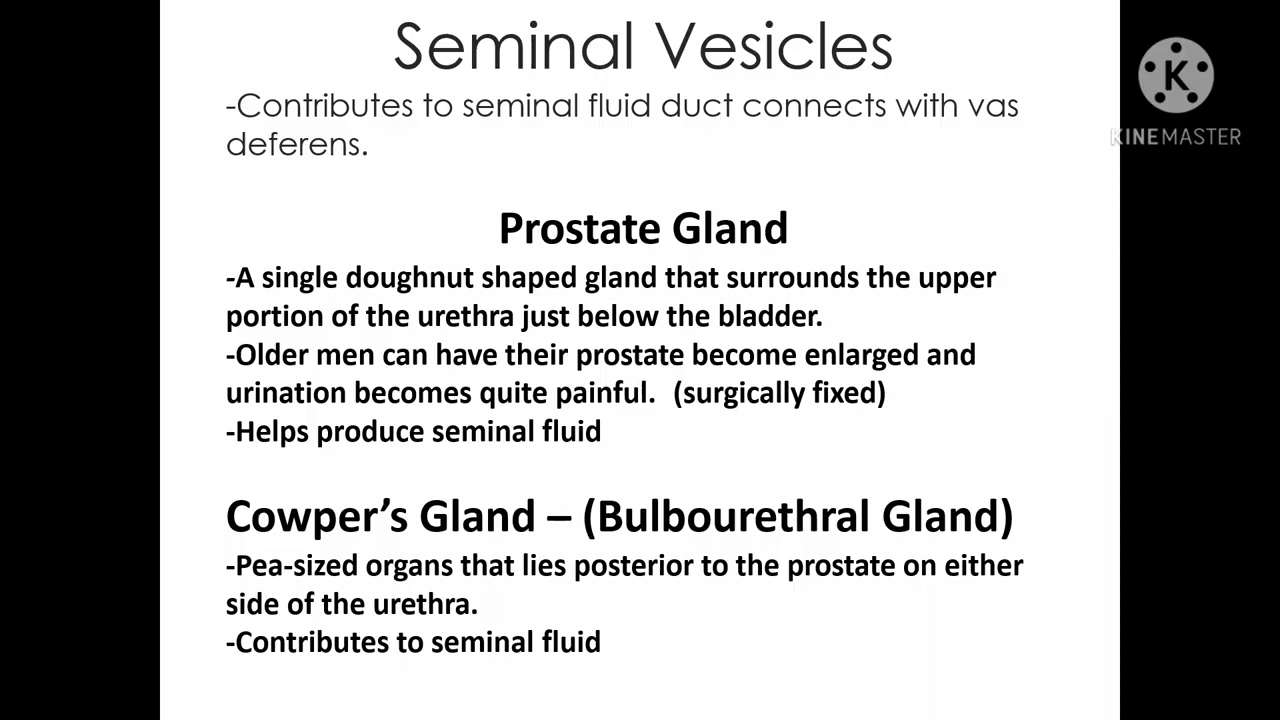 Seminal Vesicles
-Contributes to seminal fluid duct connects with vas
deferens.
Prostate Gland
-A single doughnut shaped gland that surrounds the upper
portion of the urethra just below the bladder.
-Older men can have their prostate become enlarged and
urination becomes quite painful.  (surgically fixed)
-Helps produce seminal fluid
Cowper’s Gland – (Bulbourethral Gland)
-Pea-sized organs that lies posterior to the prostate on either
side of the urethra.
-Contributes to seminal fluid
K
KINEMASTER